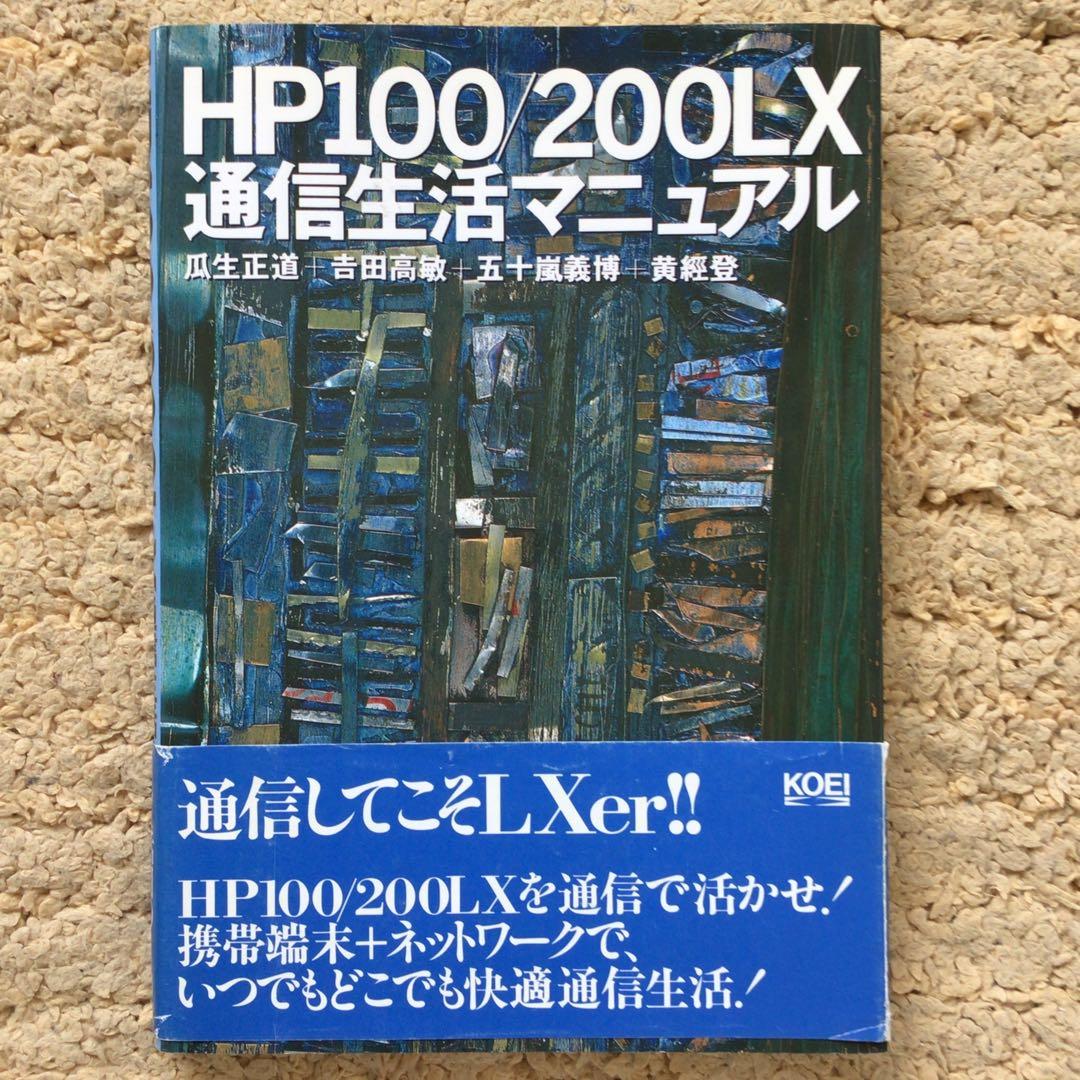 HP100/200LX
通信生活マニュアル
瓜生正道+𠮷田高敏+五十嵐義博+黄經登
通信してこそLXer!!
KOEI
HP100/200LXを通信で活かせ!
携帯端末+ネットワークで、
いつでもどこでも快適通信生活!